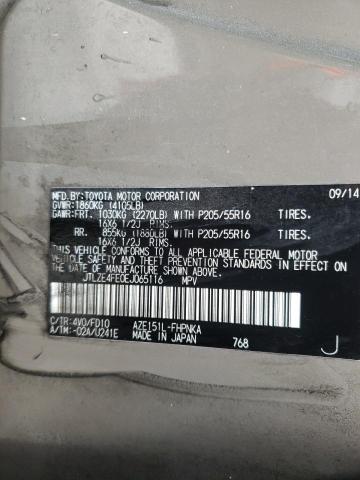 MFD.BY:TOYOTA MOTOR CORPORATION 09/14
GVWR:1860KG (4105LB)
GAWR:FRT. 1030KG (2270LB) WITH P205/55R16 TIRES.
16X6 1/2J RIMS.
RR. 855KG (1880LB) WITH P205/55R16 TIRES.
16X6 1/2J RIMS.
THIS VEHICLE CONFORMS TO ALL APPLICABLE FEDERAL MOTOR
VEHICLE SAFETY, BUMPER, AND THEFT PREVENTION STANDARDS
IN EFFECT ON THE DATE OF MANUFACTURE SHOWN ABOVE.
JTLZE4FE0EJ065116 MPV
C/TR:4V0/FD10 AZE151L-FHPNKA
A/TM:-02A/U241E MADE IN JAPAN 768 J